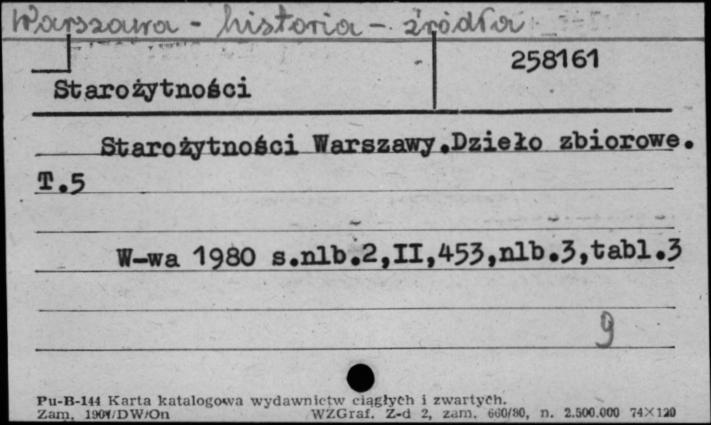 Warszawa - historia - źródła
258161
Starożytności
Starożytności Warszawy.Dzieło zbiorowe.
T.5
W-wa 1980 s.nlb.2,II,453,nlb.3,tabl.3
9
Pu-B-144 Karta katalogowa wydawnictw ciągłych i zwartych.
Zam. 1901/DW/On WZGraf. Z-d 2, zam. 660/80, n. 2.500.000 74×120